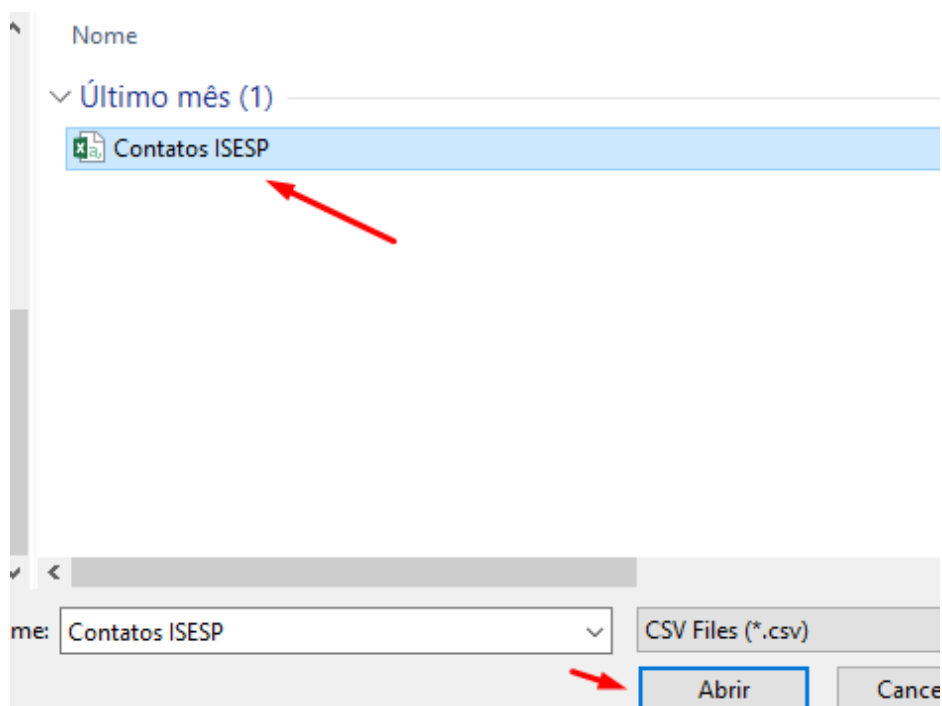 Nome
Último mês (1)
Contatos ISESP
me: Contatos ISESP CSV Files (*.csv)
Abrir Cance